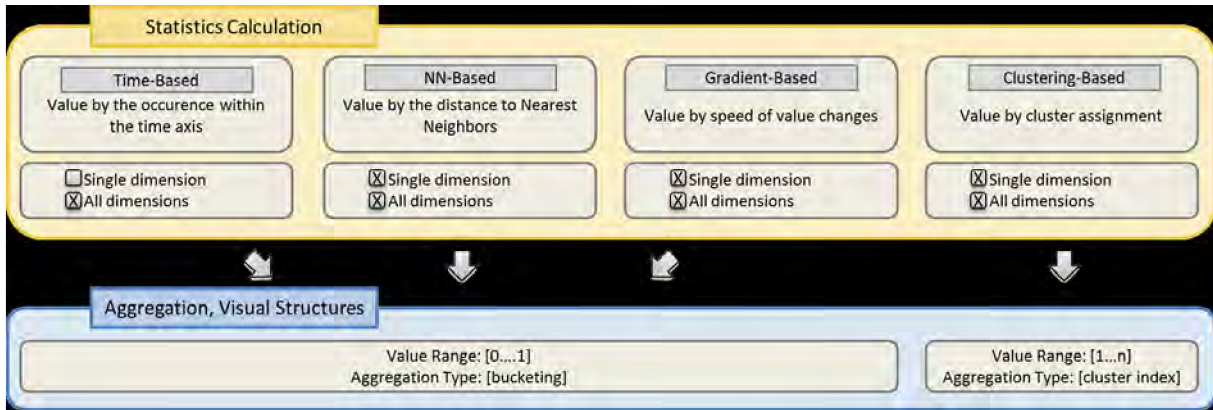 Statistics Calculation
Time-Based
Value by the occurence within
the time axis
NN-Based
Value by the distance to Nearest
Neighbors
Gradient-Based
Value by speed of value changes
Clustering-Based
Value by cluster assignment
Single dimension
X All dimensions
X Single dimension
X All dimensions
X Single dimension
X All dimensions
X Single dimension
X All dimensions
Aggregation, Visual Structures
Value Range: [0....1]
Aggregation Type: [bucketing]
Value Range: [1...n]
Aggregation Type: [cluster index]